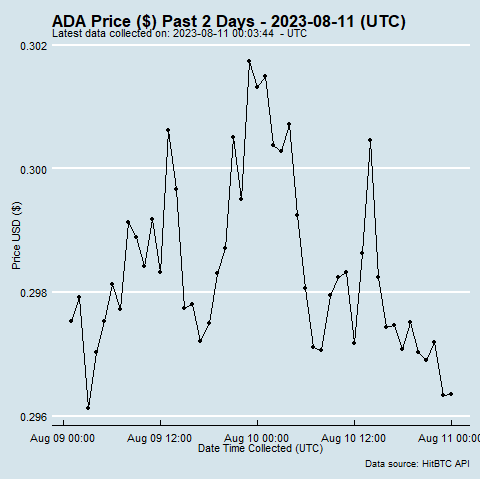 ADA Price ($) Past 2 Days - 2023-08-11 (UTC)
Latest data collected on: 2023-08-11 00:03:44 - UTC
0.302
0.300
0.298
0.296
Price USD ($)
Aug 09 00:00 Aug 09 12:00 Aug 10 00:00 Aug 10 12:00 Aug 11 00:00
Date Time Collected (UTC)
Data source: HitBTC API